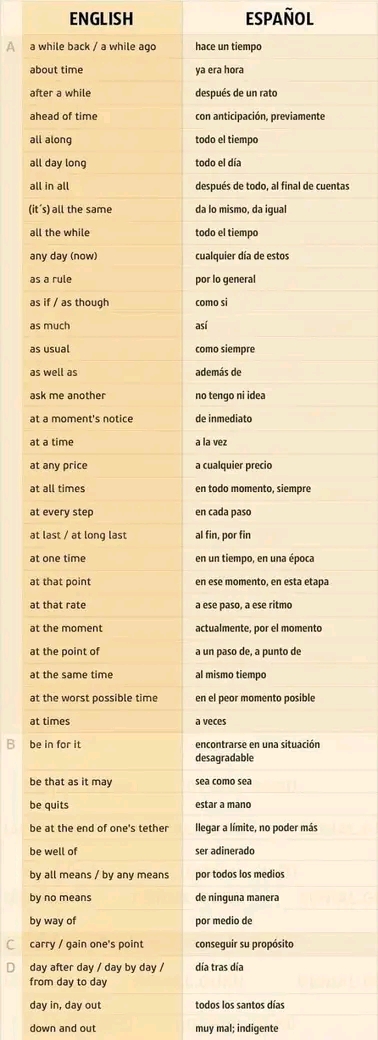 ENGLISH ESPAÑOL
A a while back / a while ago hace un tiempo
about time ya era hora
after a while después de un rato
ahead of time con anticipación, previamente
all along todo el tiempo
all day long todo el día
all in all después de todo, al final de cuentas
(it´s) all the same da lo mismo, da igual
all the while todo el tiempo
any day (now) cualquier día de estos
as a rule por lo general
as if / as though como si
as much así
as usual como siempre
as well as además de
ask me another no tengo ni idea
at a moment's notice de inmediato
at a time a la vez
at any price a cualquier precio
at all times en todo momento, siempre
at every step en cada paso
at last / at long last al fin, por fin
at one time en un tiempo, en una época
at that point en ese momento, en esta etapa
at that rate a ese paso, a ese ritmo
at the moment actualmente, por el momento
at the point of a un paso de, a punto de
at the same time al mismo tiempo
at the worst possible time en el peor momento posible
at times a veces
B be in for it encontrarse en una situación
desagradable
be that as it may sea como sea
be quits estar a mano
be at the end of one's tether llegar a límite, no poder más
be well of ser adinerado
by all means / by any means por todos los medios
by no means de ninguna manera
by way of por medio de
C carry / gain one's point conseguir su propósito
D day after day / day by day / día tras día
from day to day
day in, day out todos los santos días
down and out muy mal; indigente